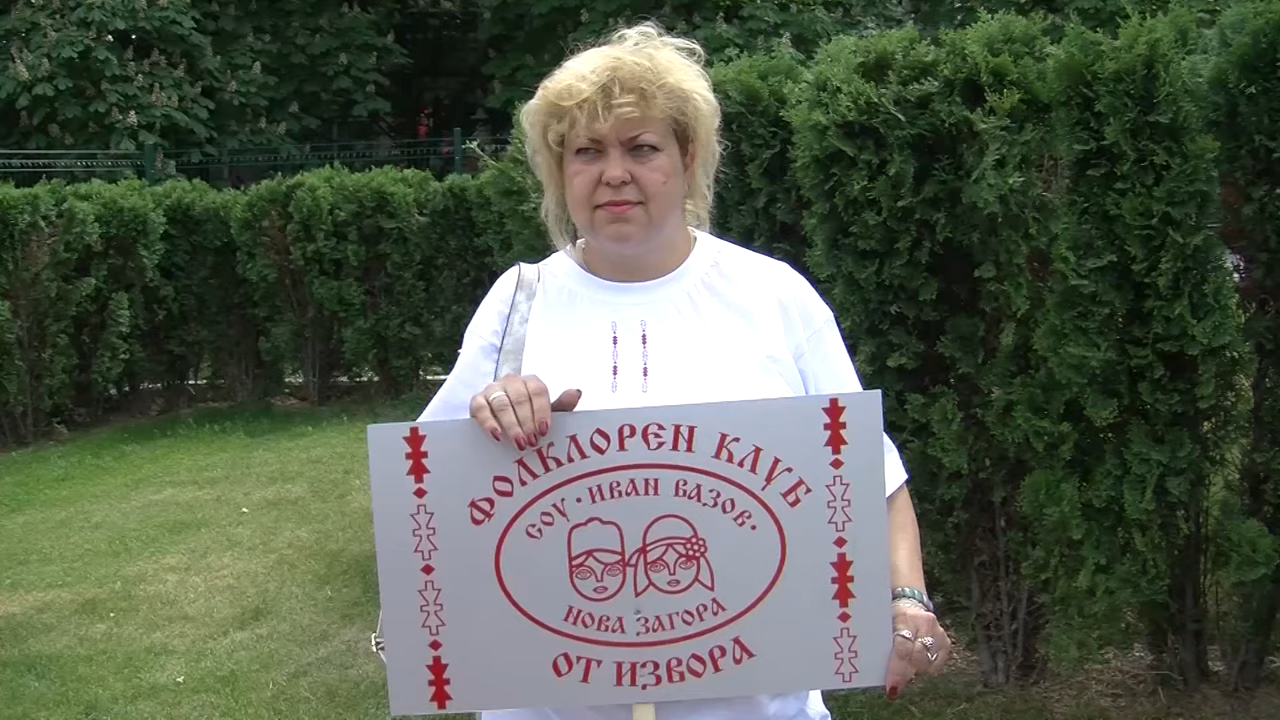 ФОЛКЛОРЕН КЛУБ
СОУ · ИВАН ВАЗОВ ·
НОВА ЗАГОРА
ОТ ИЗВОРА